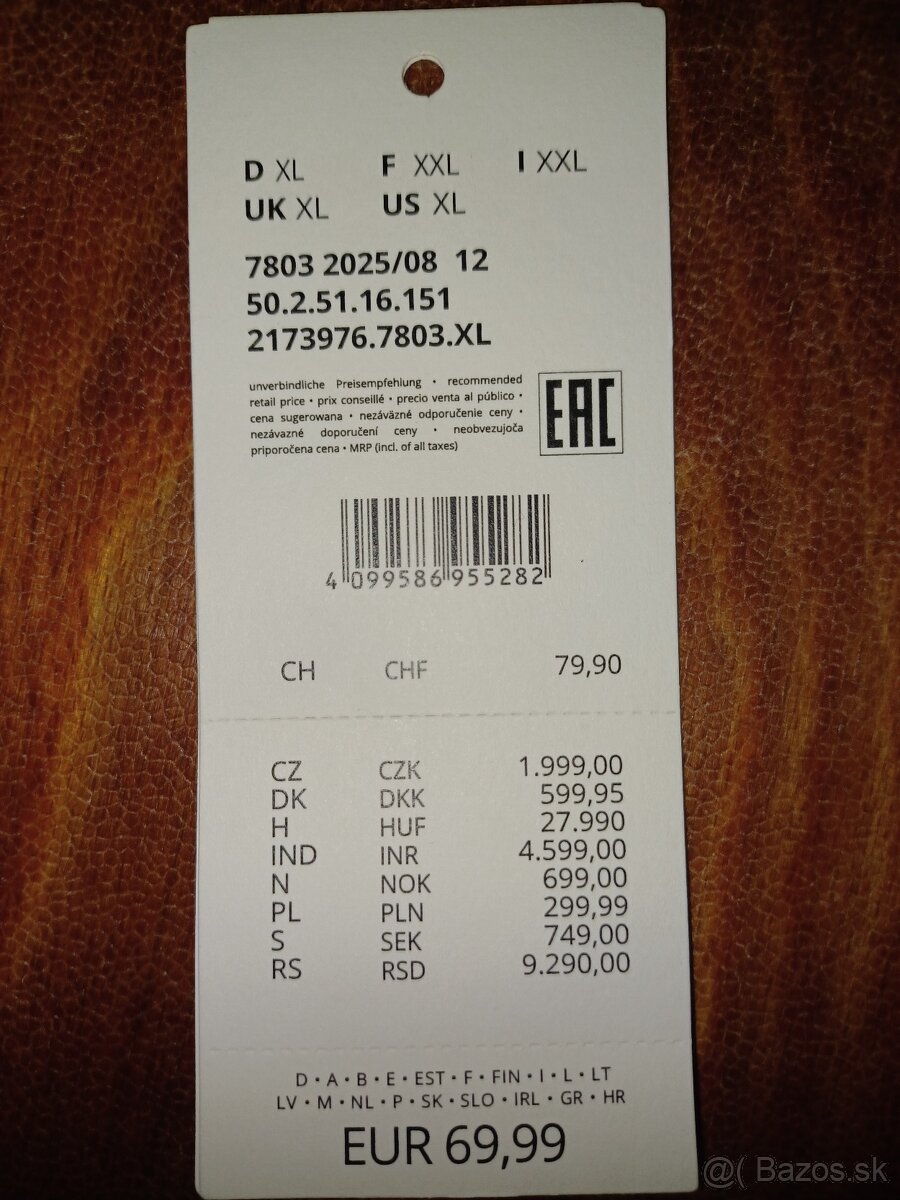 D XL F XXL I XXL
UK XL US XL
7803 2025/08 12
50.2.51.16.151
2173976.7803.XL
unverbindliche Preisempfehlung • recommended
retail price • prix conseillé • precio venta al público •
cena sugerowana • nezáväzné odporučenie ceny •
nezávazné doporučení ceny • neobvezujoča
priporočena cena • MRP (incl. of all taxes)
EAC
4 099586 955282
CH CHF 79,90
CZ CZK 1.999,00
DK DKK 599,95
H HUF 27.990
IND INR 4.599,00
N NOK 699,00
PL PLN 299,99
S SEK 749,00
RS RSD 9.290,00
D • A • B • E • EST • F • FIN • I • L • LT
LV • M • NL • P • SK • SLO • IRL • GR • HR
EUR 69,99
@( Bazos.sk